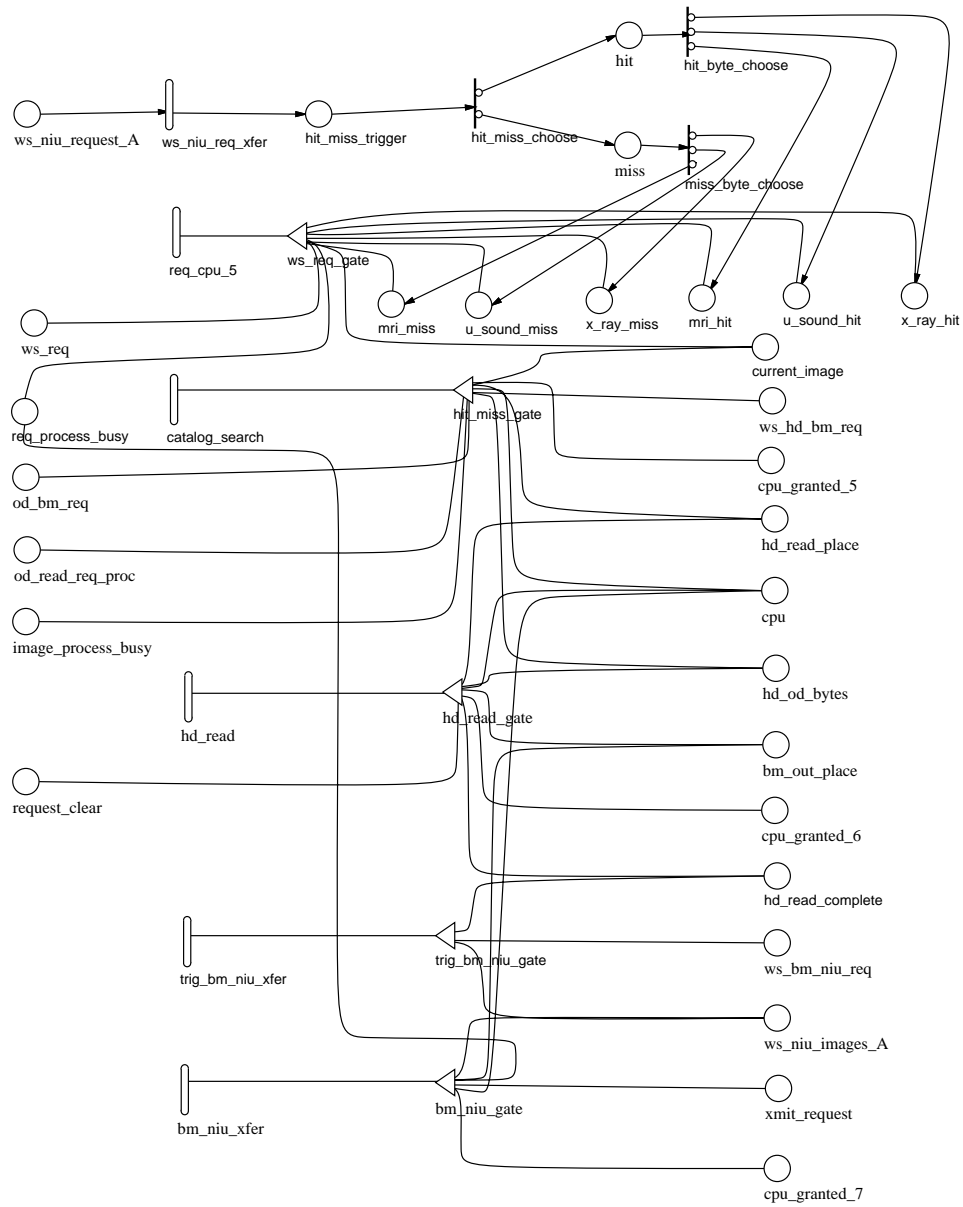 hit
hit_byte_choose
ws_niu_request_A
ws_niu_req_xfer
hit_miss_trigger
hit_miss_choose
miss
miss_byte_choose
req_cpu_5
ws_req_gate
mri_miss
u_sound_miss
x_ray_miss
mri_hit
u_sound_hit
x_ray_hit
ws_req
current_image
req_process_busy
catalog_search
hit_miss_gate
ws_hd_bm_req
od_bm_req
cpu_granted_5
od_read_req_proc
hd_read_place
image_process_busy
cpu
hd_read
hd_read_gate
hd_od_bytes
bm_out_place
request_clear
cpu_granted_6
hd_read_complete
trig_bm_niu_xfer
trig_bm_niu_gate
ws_bm_niu_req
ws_niu_images_A
bm_niu_xfer
bm_niu_gate
xmit_request
cpu_granted_7